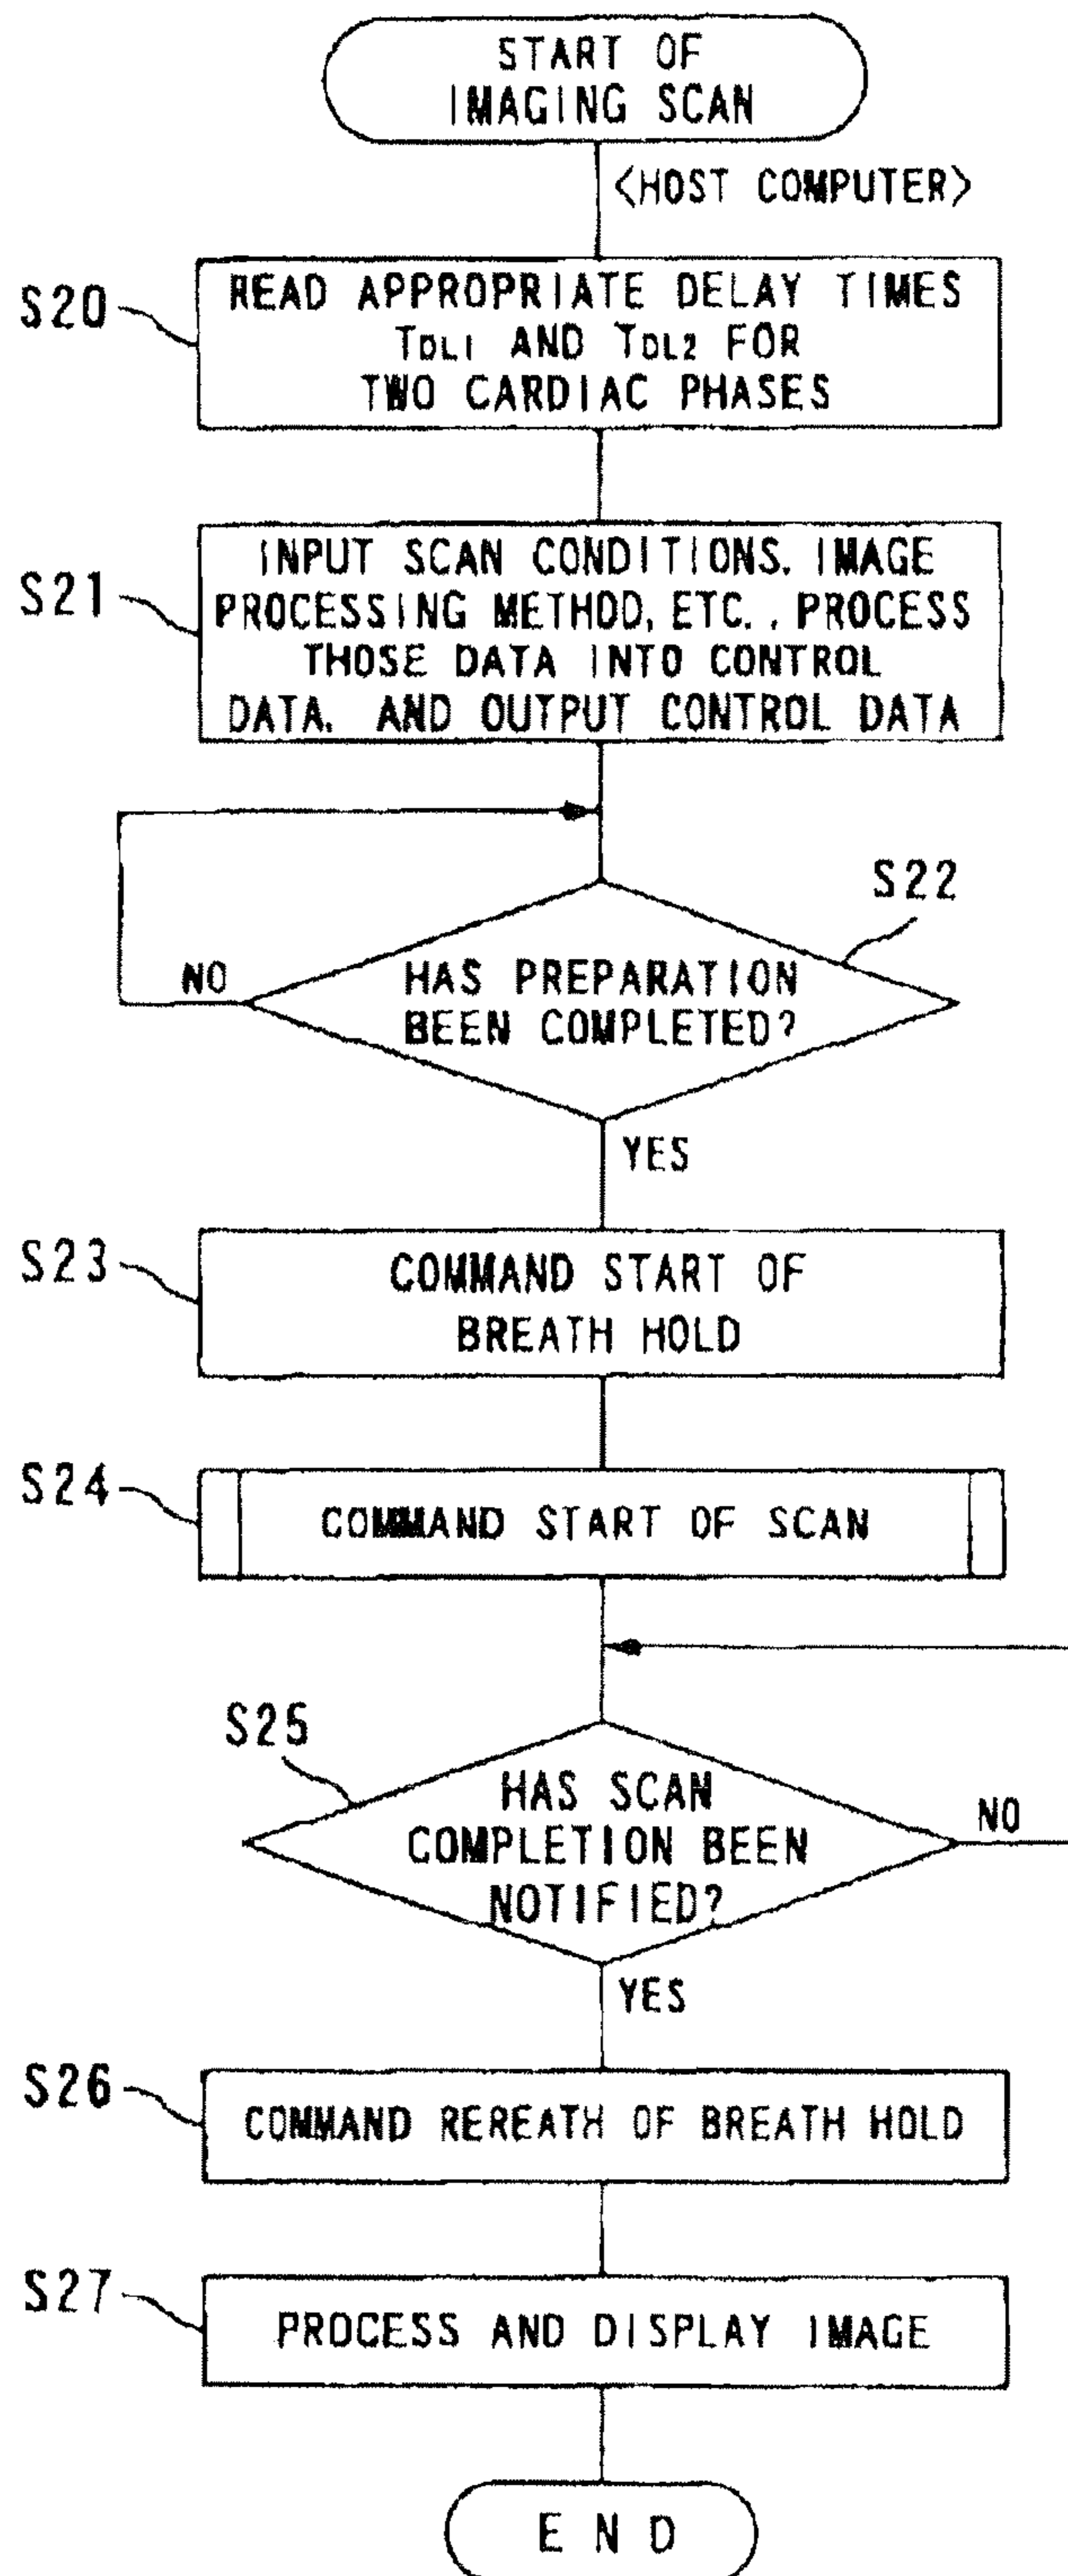 START OF
IMAGING SCAN
<HOST COMPUTER>
S20
READ APPROPRIATE DELAY TIMES
TDL1 AND TDL2 FOR
TWO CARDIAC PHASES
S21
INPUT SCAN CONDITIONS, IMAGE
PROCESSING METHOD, ETC., PROCESS
THOSE DATA INTO CONTROL
DATA, AND OUTPUT CONTROL DATA
S22
NO
HAS PREPARATION
BEEN COMPLETED?
YES
S23
COMMAND START OF
BREATH HOLD
S24
COMMAND START OF SCAN
S25
HAS SCAN
COMPLETION BEEN
NOTIFIED?
NO
YES
S26
COMMAND REREATH OF BREATH HOLD
S27
PROCESS AND DISPLAY IMAGE
END